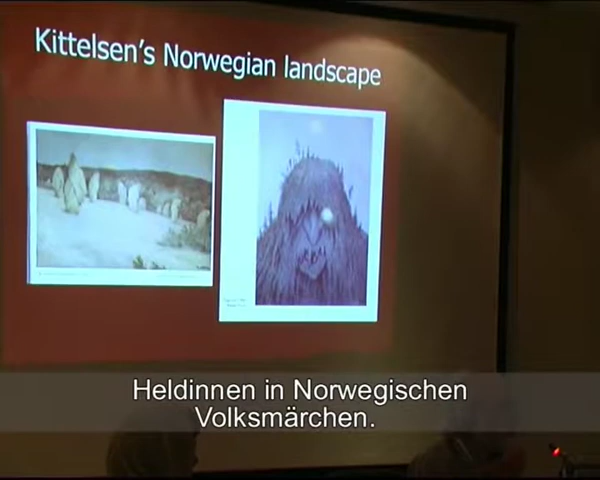 Kittelsen's Norwegian landscape
Heldinnen in Norwegischen
Volksmärchen.